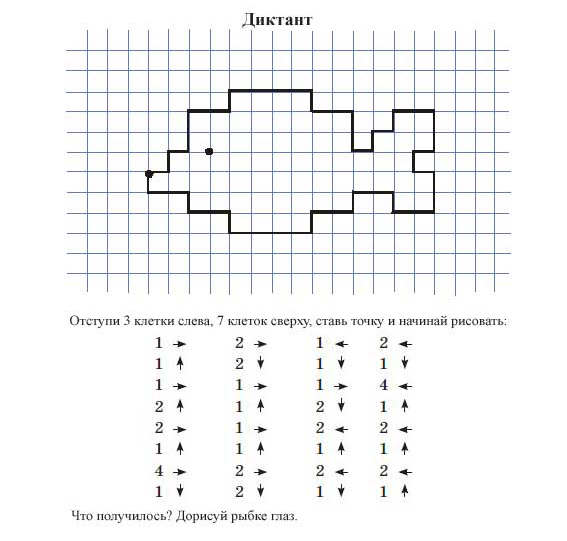 Диктант
Отступи 3 клетки слева, 7 клеток сверху, ставь точку и начинай рисовать:
1 → 2 → 1 ← 2 ←
1 ↑ 2 ↓ 1 ↓ 1 ↓
1 → 1 → 1 → 4 ←
2 ↑ 1 ↑ 2 ↓ 1 ↑
2 → 1 → 2 ← 2 ←
1 ↑ 1 ↑ 1 ↑ 1 ↑
4 → 2 → 2 ← 2 ←
1 ↓ 2 ↓ 1 ↓ 1 ↑
Что получилось? Дорисуй рыбке глаз.